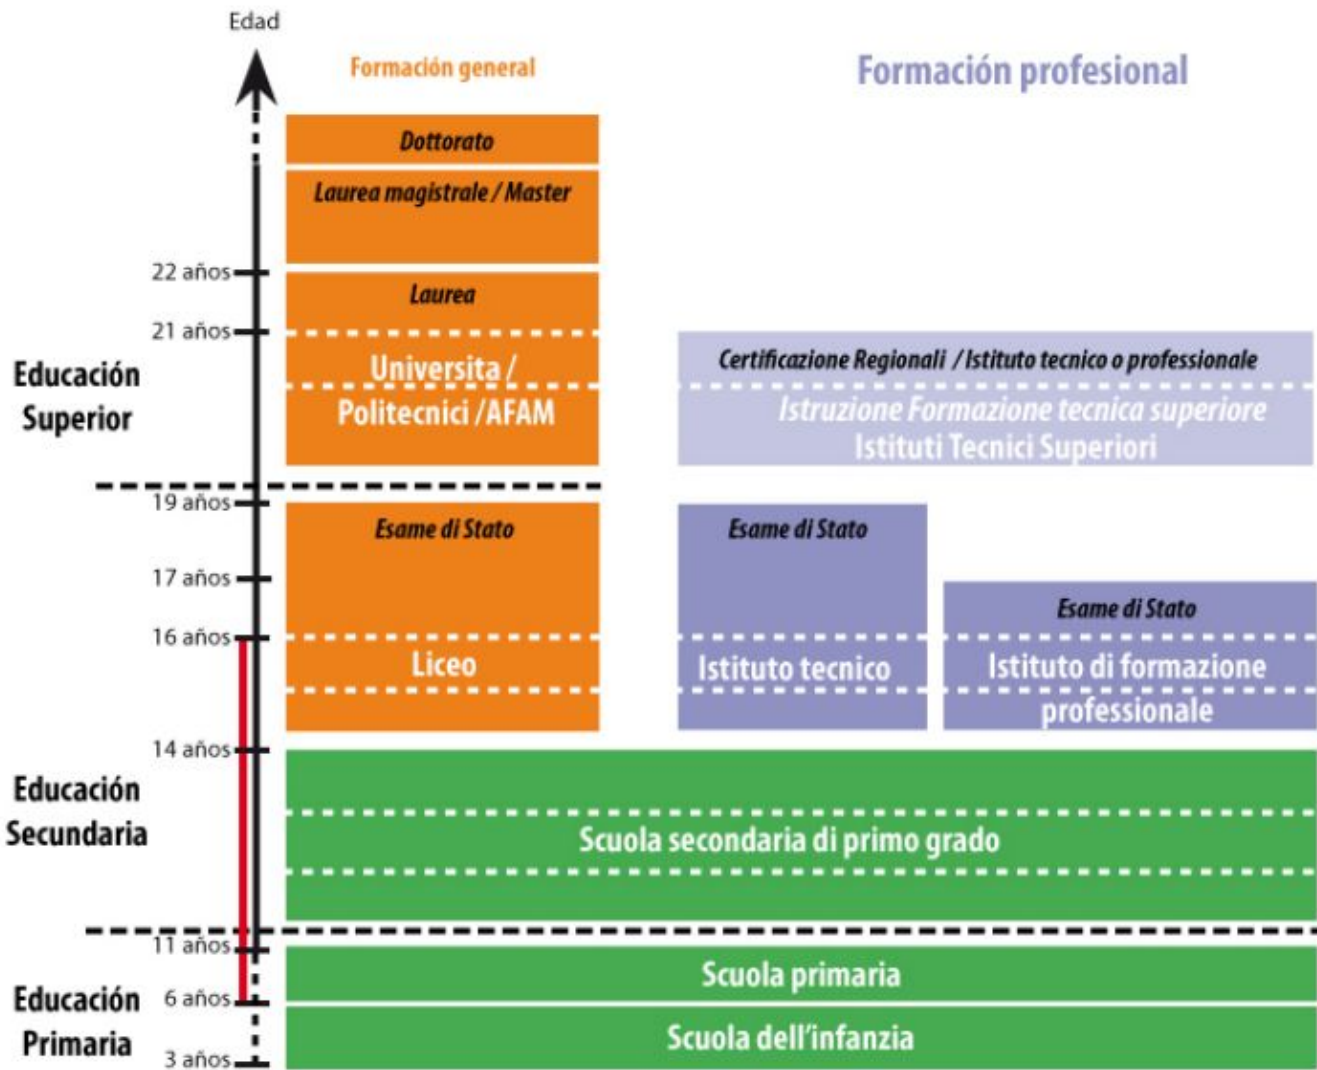 Edad
Formación general
Formación profesional
Dottorato
Laurea magistrale / Master
22 años
Laurea
21 años
Certificazione Regionali / Istituto tecnico o professionale
Educación
Superior
Universita /
Politecnici /AFAM
Istruzione Formazione tecnica superiore
Istituti Tecnici Superiori
19 años
Esame di Stato
Esame di Stato
17 años
Esame di Stato
16 años
Liceo
Istituto tecnico
Istituto di formazione
professionale
14 años
Educación
Secundaria
Scuola secundaria di primo grado
11 años
Scuola primaria
Educación
Primaria
6 años
Scuola dell'infanzia
3 años